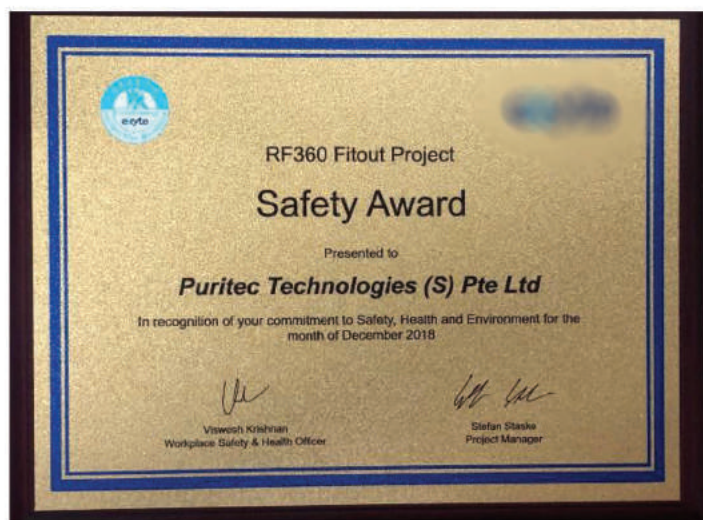 exyte
RF360 Fitout Project
Safety Award
Presented to
Puritec Technologies (S) Pte Ltd
In recognition of your commitment to Safety, Health and Environment for the
month of December 2018
Viswesh Krishnan
Workplace Safety & Health Officer
Stefan Staske
Project Manager